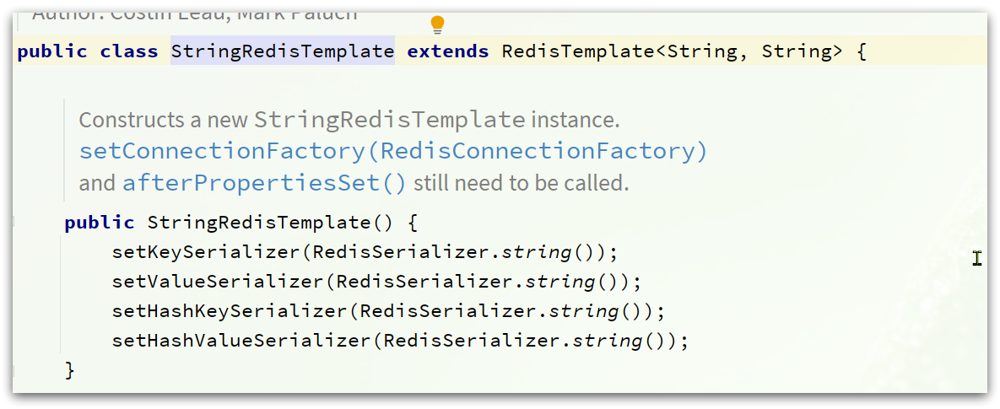 Author: Costin Leau, Mark Paluch
public class StringRedisTemplate extends RedisTemplate<String, String> {
Constructs a new StringRedisTemplate instance.
setConnectionFactory(RedisConnectionFactory)
and afterPropertiesSet() still need to be called.
public StringRedisTemplate() {
setKeySerializer(RedisSerializer.string());
setValueSerializer(RedisSerializer.string());
setHashKeySerializer(RedisSerializer.string());
setHashValueSerializer(RedisSerializer.string());
}